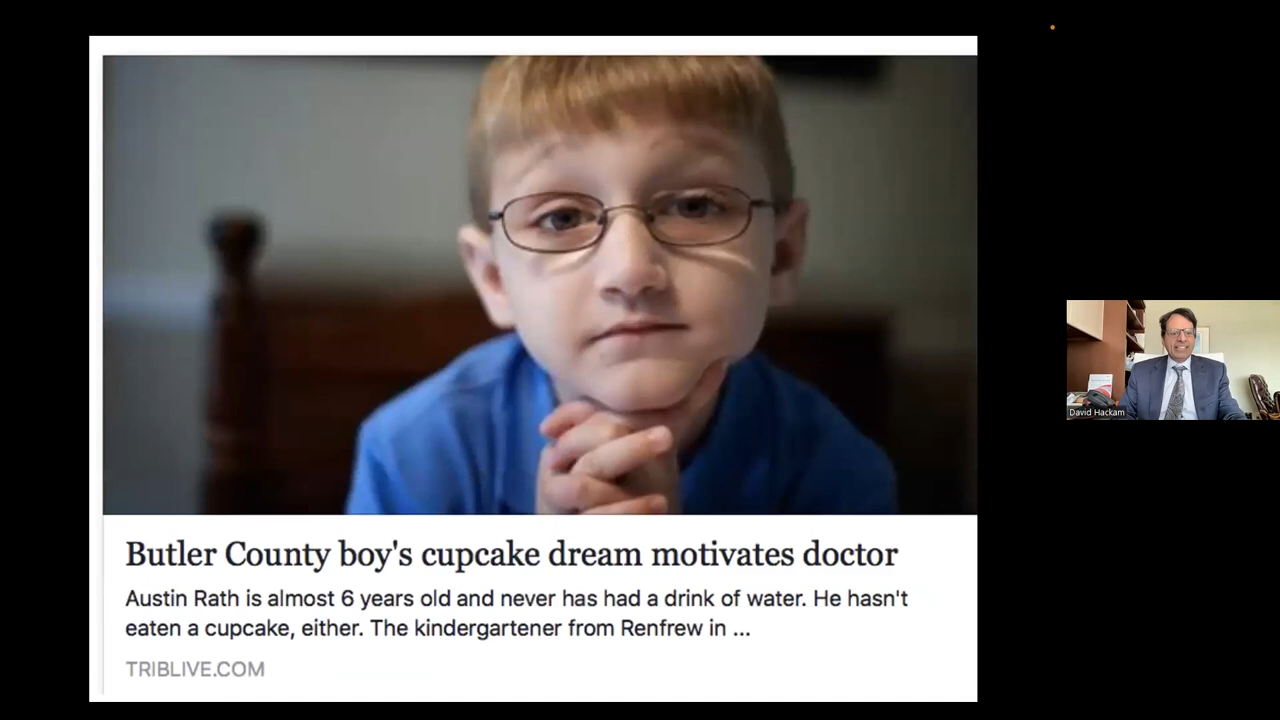 Butler County boy's cupcake dream motivates doctor
Austin Rath is almost 6 years old and never has had a drink of water. He hasn't
eaten a cupcake, either. The kindergartener from Renfrew in ...
TRIBLIVE.COM
David Hackam